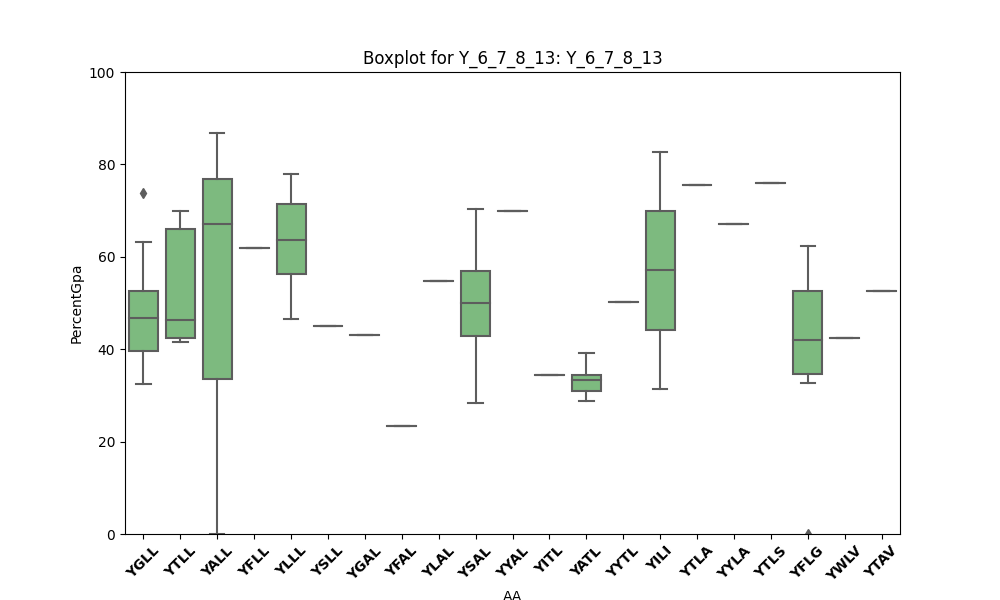 Boxplot for Y_6_7_8_13: Y_6_7_8_13
100
80
60
40
20
0
PercentGpa
YGLL YTLL YALL YFLL YLLL YSLL YGAL YFAL YLAL YSAL YYAL YITL YATL YYTL YILI YTLA YYLA YTLS YFLG YWLV YTAV
AA